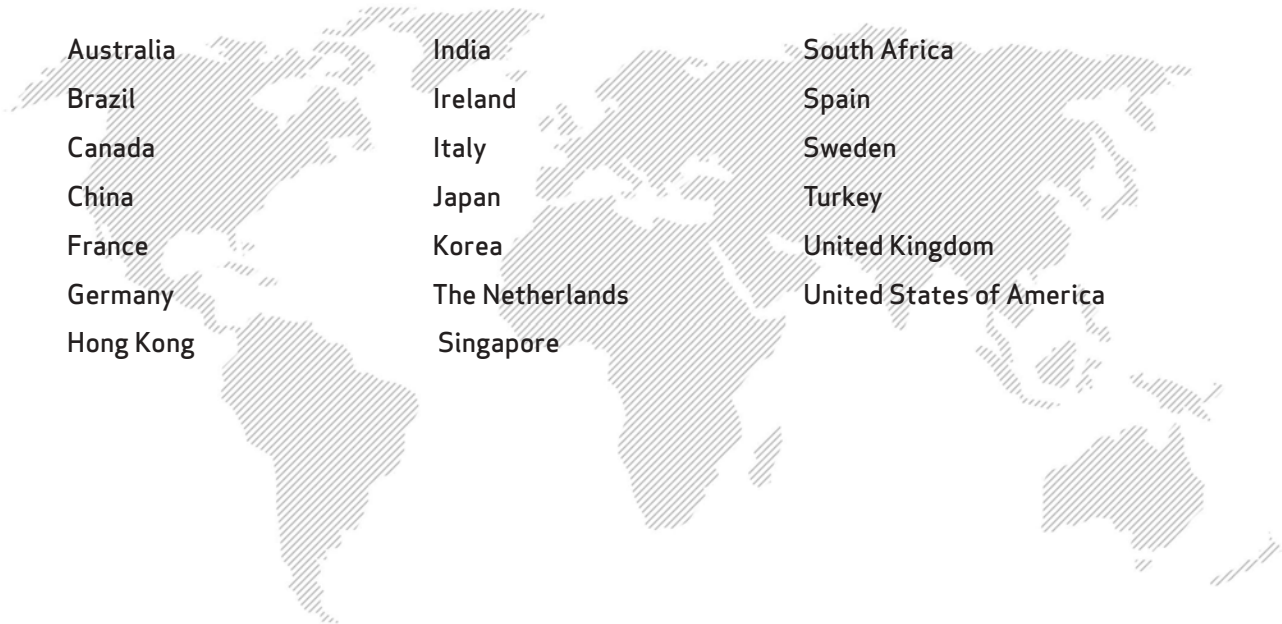 Australia
Brazil
Canada
China
France
Germany
Hong Kong
India
Ireland
Italy
Japan
Korea
The Netherlands
Singapore
South Africa
Spain
Sweden
Turkey
United Kingdom
United States of America